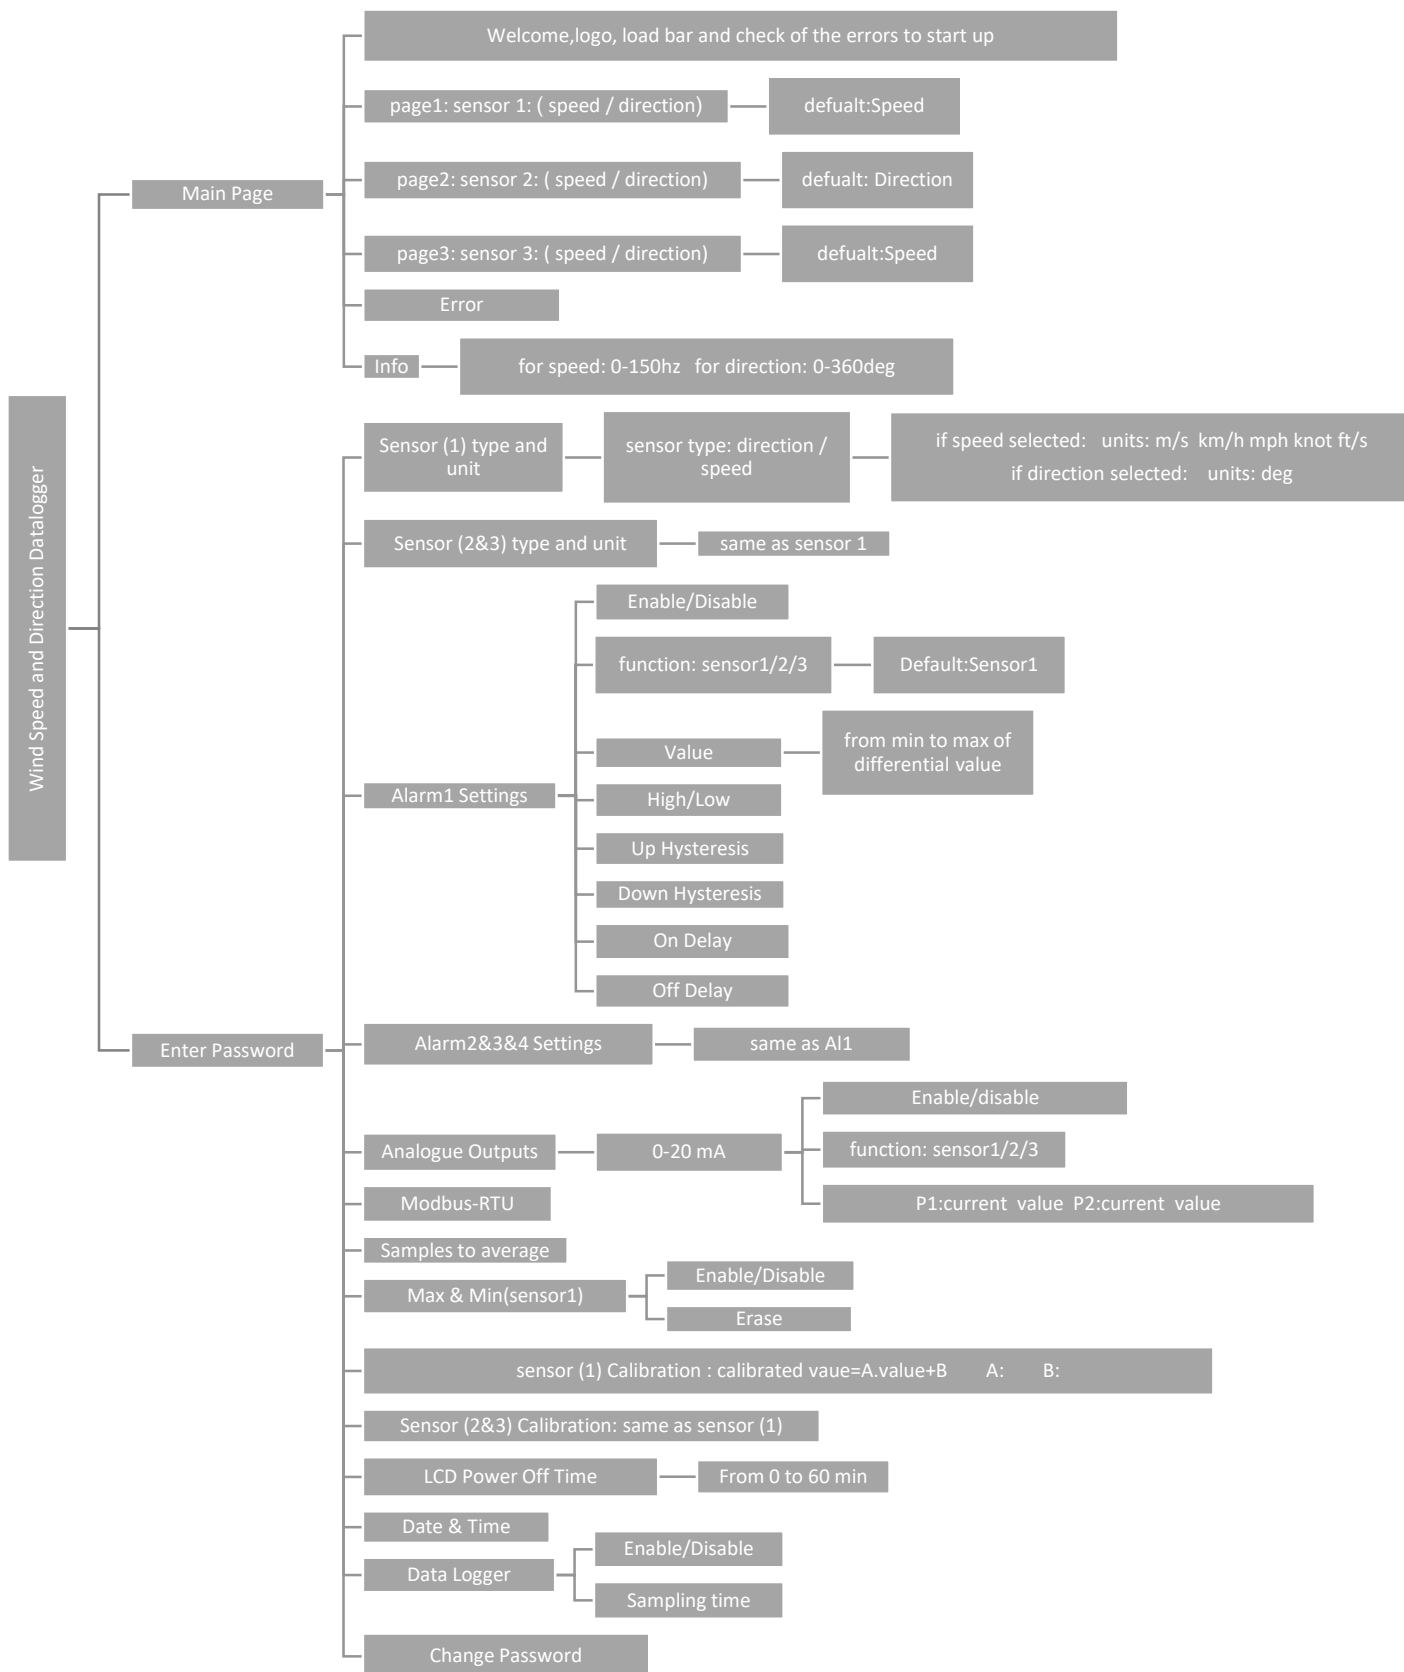 Wind Speed and Direction Datalogger
Main Page
Welcome,logo, load bar and check of the errors to start up
page1: sensor 1: ( speed / direction)
defualt:Speed
page2: sensor 2: ( speed / direction)
defualt: Direction
page3: sensor 3: ( speed / direction)
defualt:Speed
Error
Info
for speed: 0-150hz for direction: 0-360deg
Enter Password
Sensor (1) type and
unit
sensor type: direction /
speed
if speed selected: units: m/s km/h mph knot ft/s
if direction selected: units: deg
Sensor (2&3) type and unit
same as sensor 1
Alarm1 Settings
Enable/Disable
function: sensor1/2/3
Default:Sensor1
Value
from min to max of
differential value
High/Low
Up Hysteresis
Down Hysteresis
On Delay
Off Delay
Alarm2&3&4 Settings
same as Al1
Analogue Outputs
0-20 mA
Enable/disable
function: sensor1/2/3
P1:current value P2:current value
Modbus-RTU
Samples to average
Max & Min(sensor1)
Enable/Disable
Erase
sensor (1) Calibration : calibrated vaue=A.value+B A: B:
Sensor (2&3) Calibration: same as sensor (1)
LCD Power Off Time
From 0 to 60 min
Date & Time
Data Logger
Enable/Disable
Sampling time
Change Password